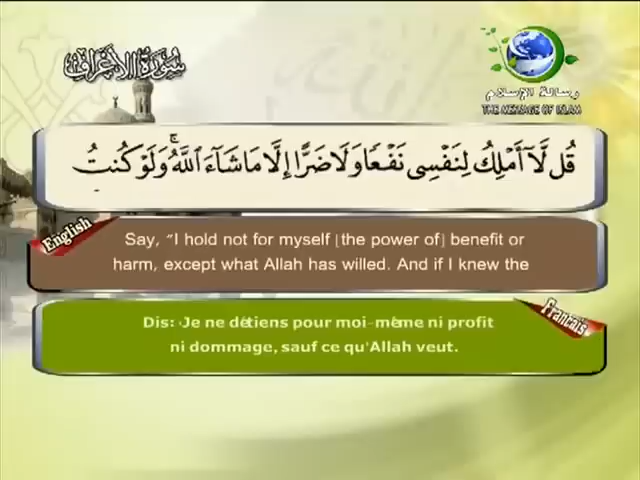 سورة الأعراف
رسالة الإسلام
THE MESSAGE OF ISLAM
قُل لَّآ أَمْلِكُ لِنَفْسِى نَفْعًا وَلَا ضَرًّا إِلَّا مَا شَآءَ ٱللَّهُ ۚ وَلَوْ كُنتُ
English
Say, "I hold not for myself [the power of] benefit or
harm, except what Allah has willed. And if I knew the
Francais
Dis: «Je ne détiens pour moi-même ni profit
ni dommage, sauf ce qu'Allah veut.